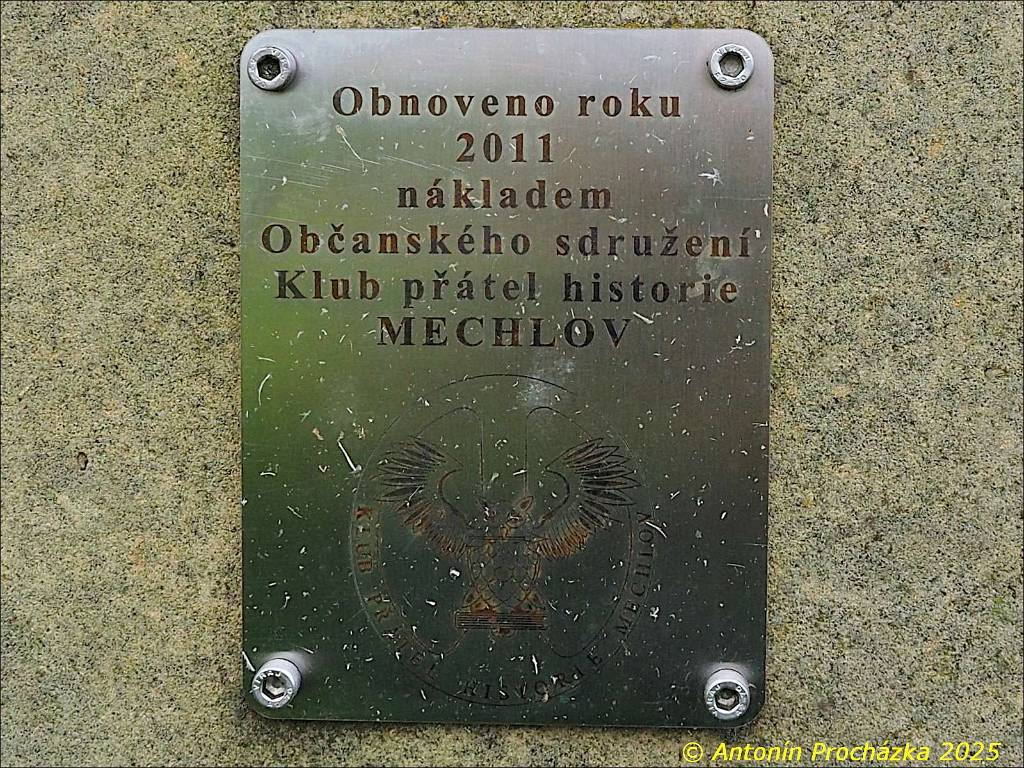 Obnoveno roku
2011
nákladem
Občanského sdružení
Klub přátel historie
MECHLOV
KLUB PŘÁTEL HISTORIE MECHLOV
© Antonín Procházka 2025